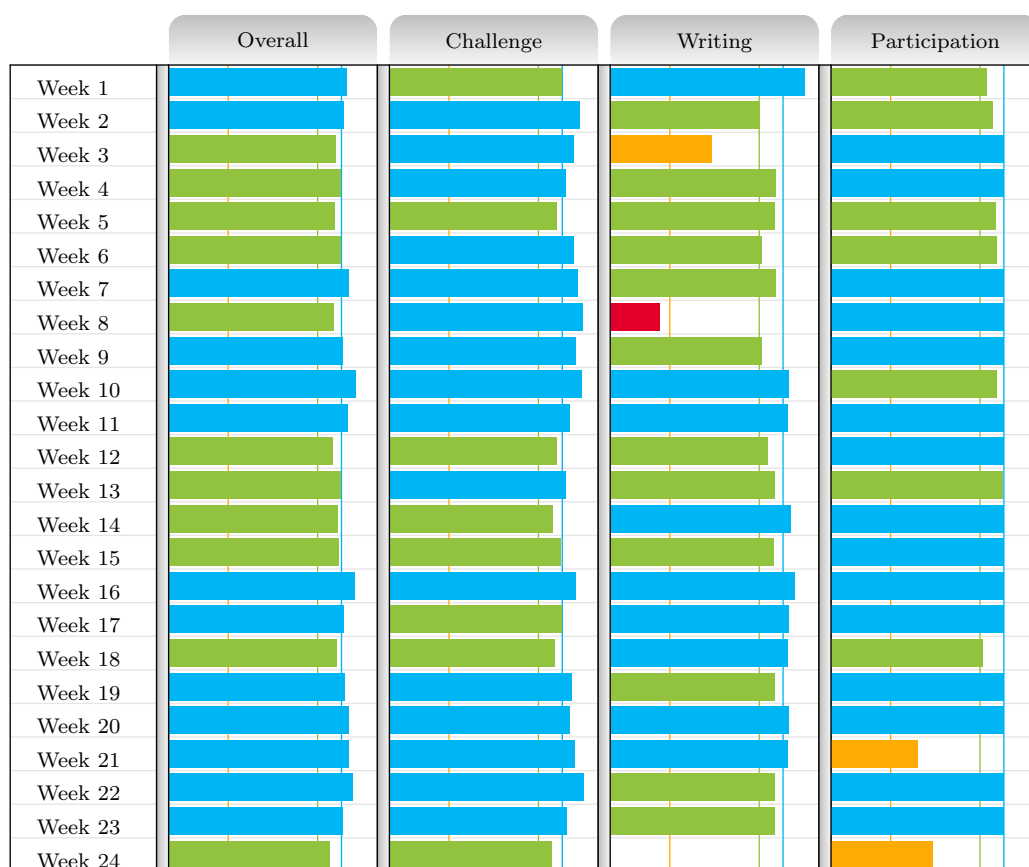 Overall Challenge Writing Participation
Week 1
Week 2
Week 3
Week 4
Week 5
Week 6
Week 7
Week 8
Week 9
Week 10
Week 11
Week 12
Week 13
Week 14
Week 15
Week 16
Week 17
Week 18
Week 19
Week 20
Week 21
Week 22
Week 23
Week 24